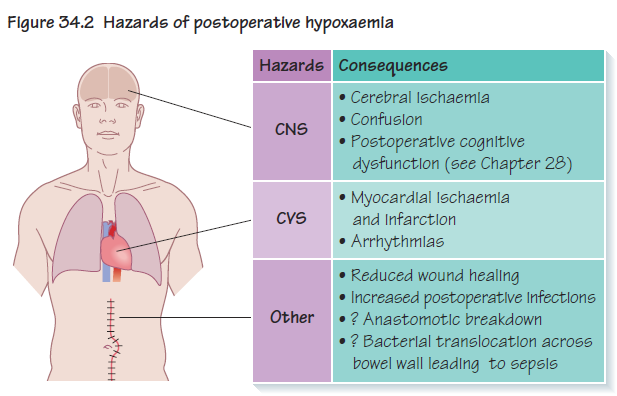 Figure 34.2 Hazards of postoperative hypoxaemia
Hazards
Consequences
CNS
• Cerebral ischaemia
• Confusion
• Postoperative cognitive
dysfunction (see Chapter 28)
CVS
• Myocardial ischaemia
and infarction
• Arrhythmias
Other
• Reduced wound healing
• Increased postoperative infections
• ? Anastomotic breakdown
• ? Bacterial translocation across
bowel wall leading to sepsis